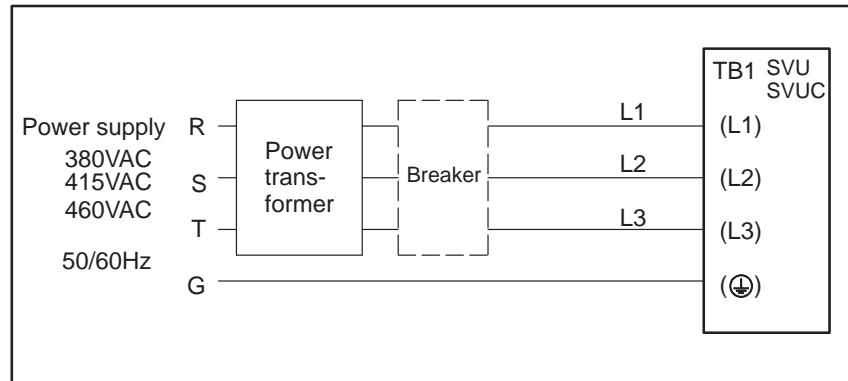 Power supply
380VAC
415VAC
460VAC
50/60Hz
R
S
T
G
Power
trans-
former
Breaker
L1
L2
L3
TB1 SVU
SVUC
(L1)
(L2)
(L3)
(⏚)